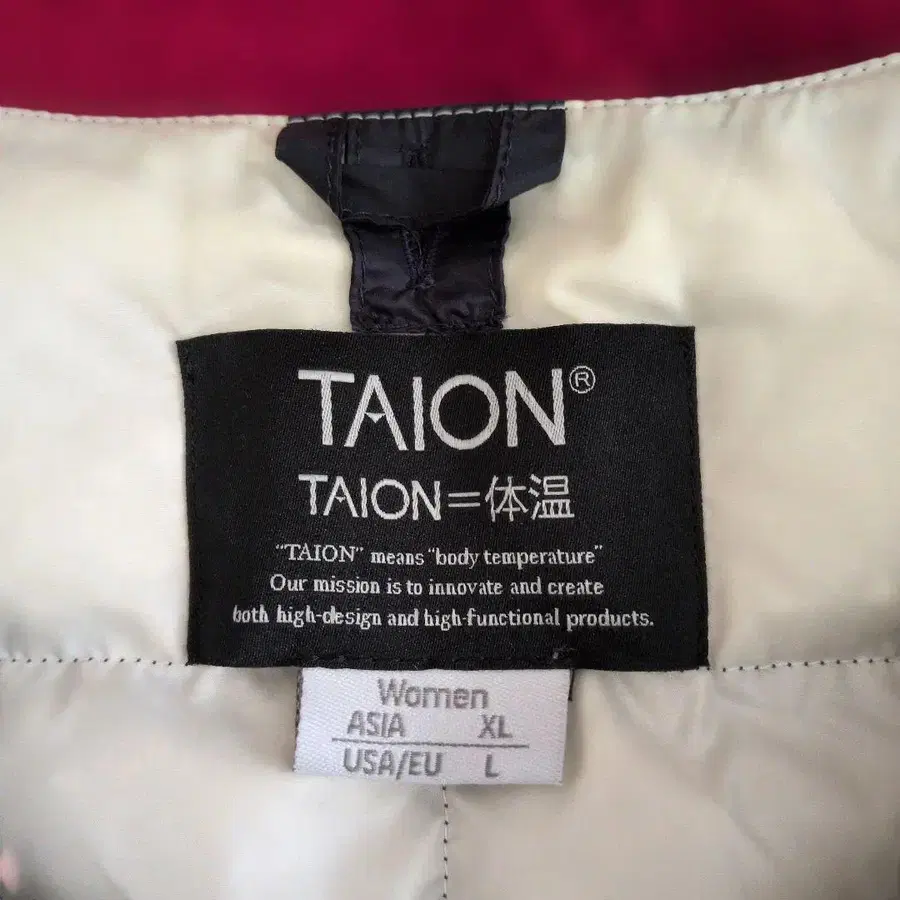 TAION®
TAION=体温
"TAION" means "body temperature"
Our mission is to innovate and create
both high-design and high-functional products.
Women
ASIA XL
USA/EU L